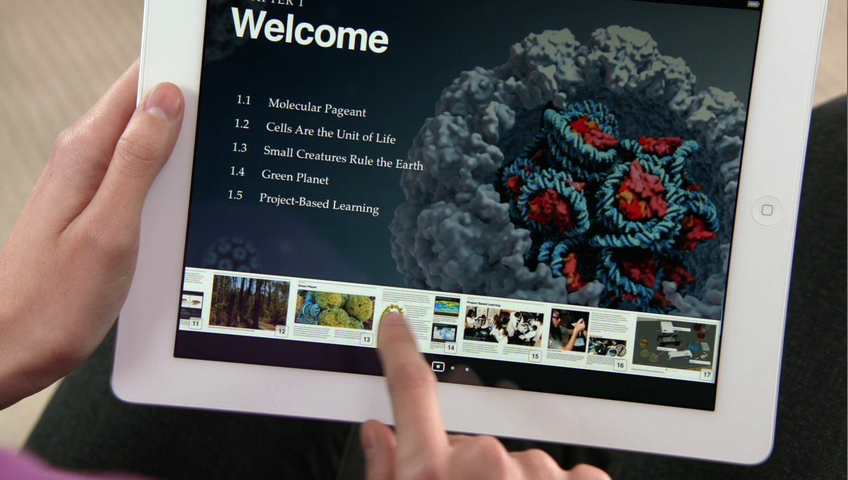 CHAPTER 1
Welcome
1.1 Molecular Pageant
1.2 Cells Are the Unit of Life
1.3 Small Creatures Rule the Earth
1.4 Green Planet
1.5 Project-Based Learning
Green Planet
Project-Based Learning
11
12
13
14
15
16
17